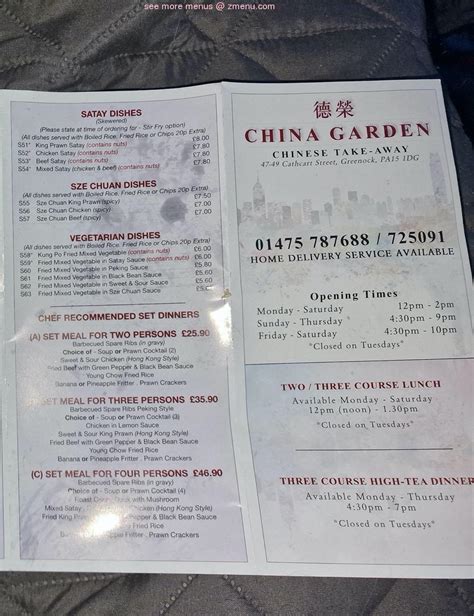 see more menus @ zmenu.com
SATAY DISHES
(Skewered)
(Please state at time of ordering for - Stir Fry option)
(All dishes served with Boiled Rice. Fried Rice or Chips 20p Extra)
S51* King Prawn Satay (contains nuts) £8.00
S52* Chicken Satay (contains nuts) £7.80
S53* Beef Satay (contains nuts) £7.80
S54* Mixed Satay (chicken & beef) (contains nuts) £7.80
SZE CHUAN DISHES
(All dishes served with Boiled Rice. Fried Rice or Chips 20p Extra)
S55 Sze Chuan King Prawn (spicy) £7.50
S56 Sze Chuan Chicken (spicy) £7.00
S57 Sze Chuan Beef (spicy) £7.00
VEGETARIAN DISHES
(All dishes served with Boiled Rice. Fried Rice or Chips 20p Extra)
S58* Kung Po Fried Mixed Vegetable (contains nuts) £6.00
S59* Fried Mixed Vegetable in Satay Sauce (contains nuts) £5.80
S60 Fried Mixed Vegetable in Peking Sauce £5.60
S61 Fried Mixed Vegetable in Black Bean Sauce £5.60
S62 Fried Mixed Vegetable in Sweet & Sour Sauce £5.60
S63 Fried Mixed Vegetable in Sze Chuan Sauce £5.60
CHEF RECOMMENDED SET DINNERS
(A) SET MEAL FOR TWO PERSONS £25.90
Barbecued Spare Ribs (in gravy)
Choice of - Soup or Prawn Cocktail (2)
Sweet & Sour Chicken (Hong Kong Style)
Fried Beef with Green Pepper & Black Bean Sauce
Young Chow Fried Rice
Banana or Pineapple Fritter, Prawn Crackers
SET MEAL FOR THREE PERSONS £35.90
Barbecued Spare Ribs Peking Style
Choice of - Soup or Prawn Cocktail (3)
Chicken in Lemon Sauce
Sweet & Sour King Prawn (Hong Kong Style)
Fried Beef with Green Pepper & Black Bean Sauce
Young Chow Fried Rice
Banana or Pineapple Fritter . Prawn Crackers
(C) SET MEAL FOR FOUR PERSONS £46.90
Barbecued Spare Ribs (in gravy)
Choice of - Soup or Prawn Cocktail (4)
Roast with Mushroom
Mixed Satay Chicken (Hong Kong Style)
Fried King Prawn Pepper & Black Bean Sauce
Fried Rice
Banana or Pineapple Fritter . Prawn Crackers
德榮
CHINA GARDEN
CHINESE TAKE-AWAY
47-49 Cathcart Street, Greenock, PA15 1DG
01475 787688 / 725091
HOME DELIVERY SERVICE AVAILABLE
Opening Times
Monday - Saturday 12pm - 2pm
Sunday - Thursday 4:30pm - 9pm
Friday - Saturday 4:30pm - 10pm
*Closed on Tuesdays*
TWO / THREE COURSE LUNCH
Available Monday - Saturday
12pm (noon) - 1.30pm
*Closed on Tuesdays*
THREE COURSE HIGH-TEA DINNER
Available Monday - Thursday
4:30pm - 7pm
*Closed on Tuesdays*